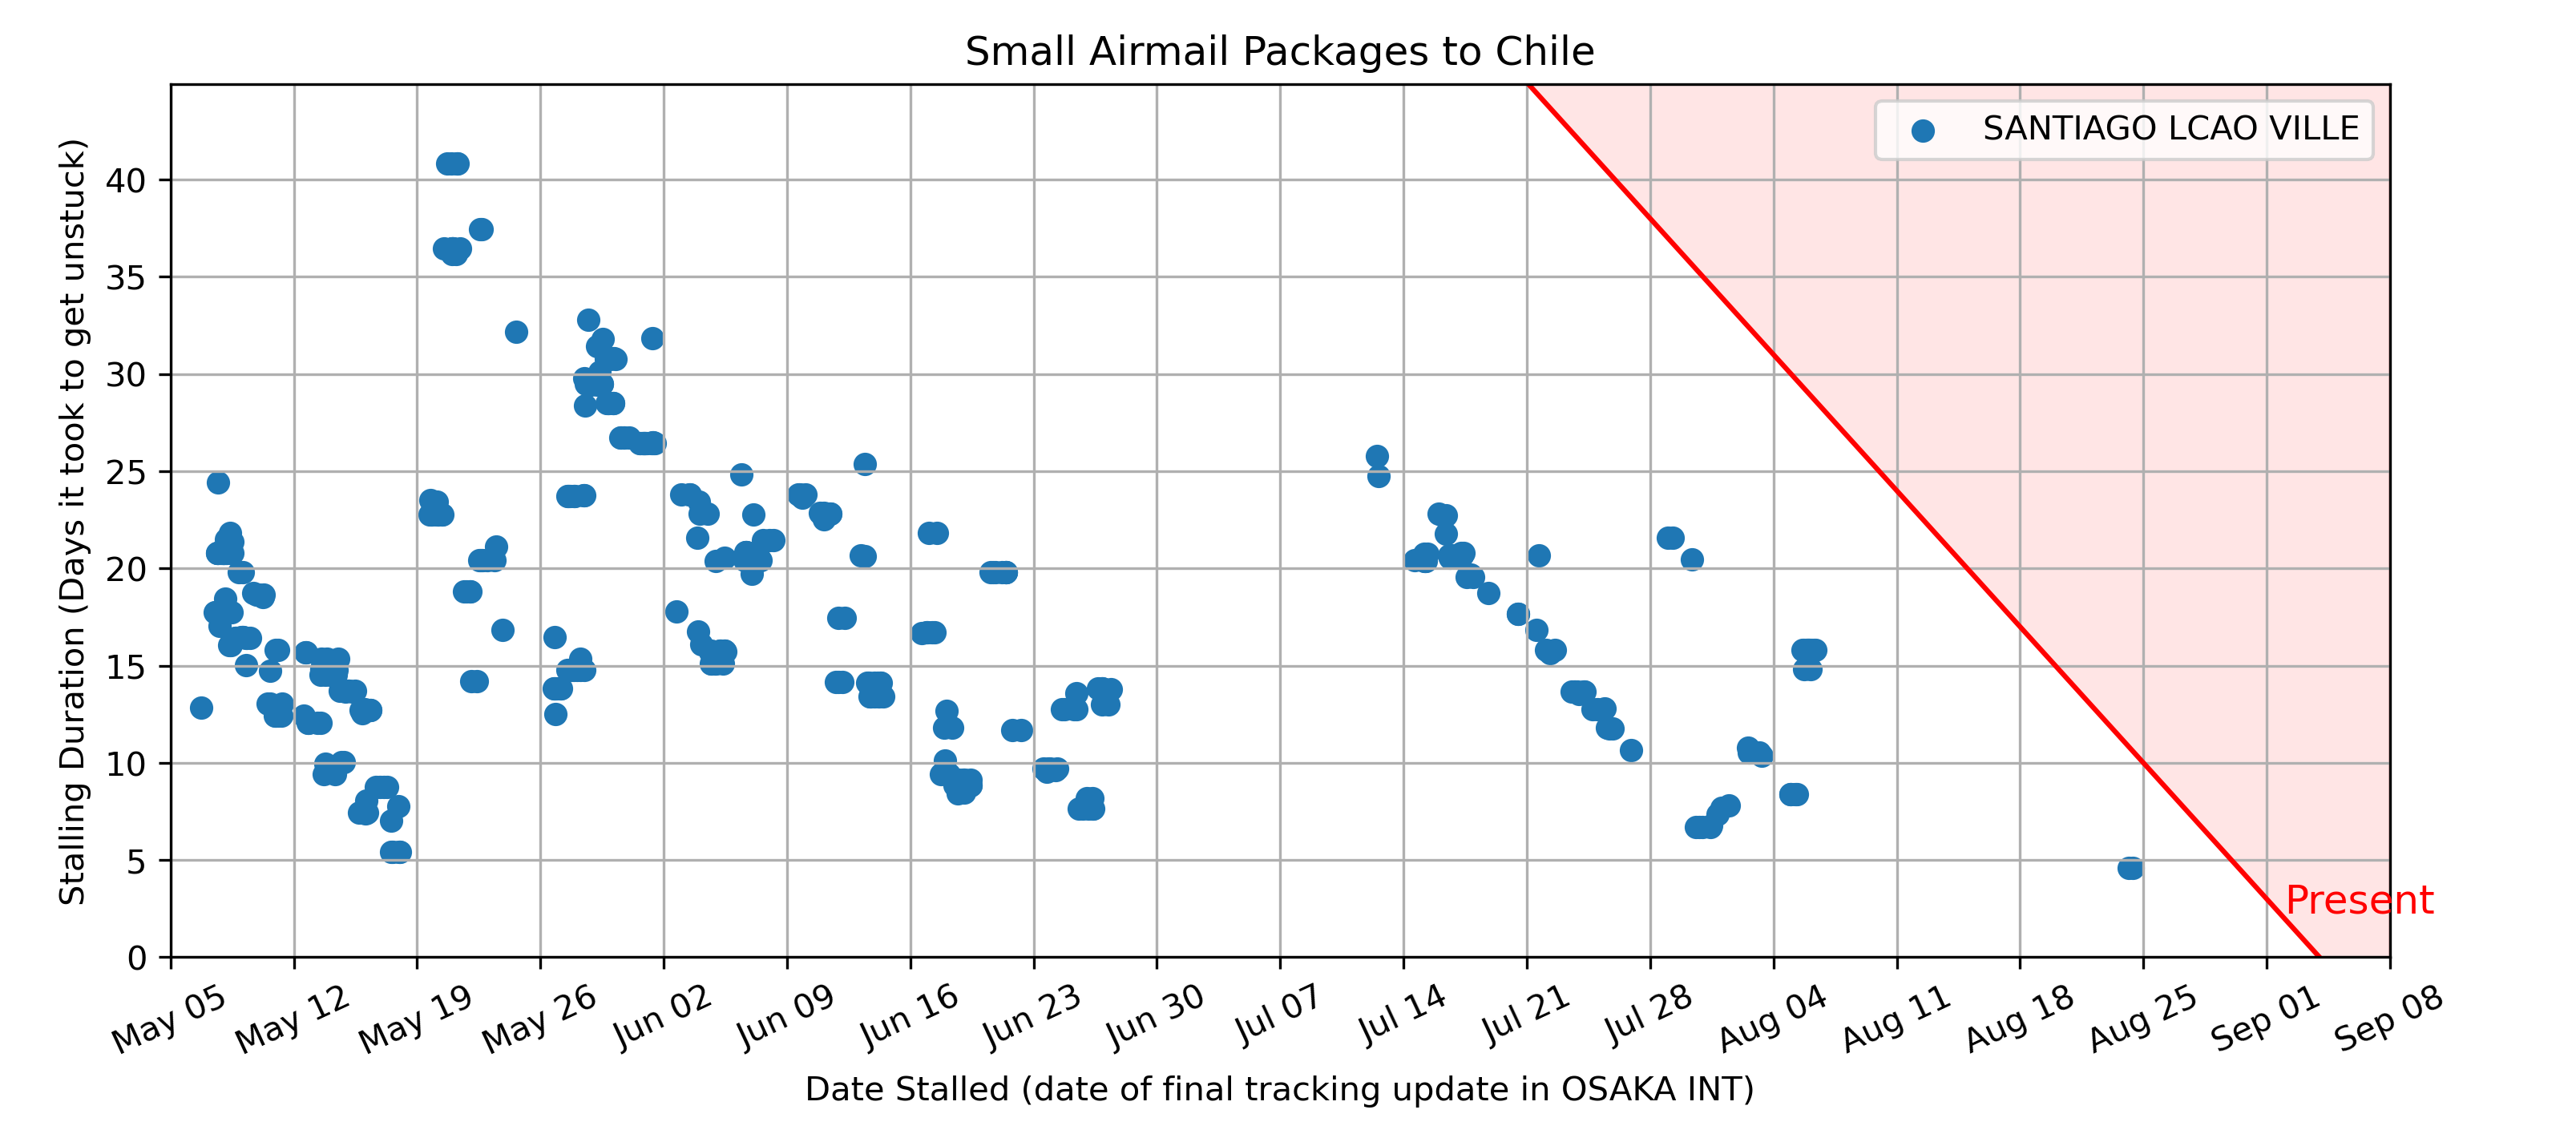 Small Airmail Packages to Chile
SANTIAGO LCAO VILLE
Stalling Duration (Days it took to get unstuck)
40
35
30
25
20
15
10
5
0
Present
May 05 May 12 May 19 May 26 Jun 02 Jun 09 Jun 16 Jun 23 Jun 30 Jul 07 Jul 14 Jul 21 Jul 28 Aug 04 Aug 11 Aug 18 Aug 25 Sep 01 Sep 08
Date Stalled (date of final tracking update in OSAKA INT)